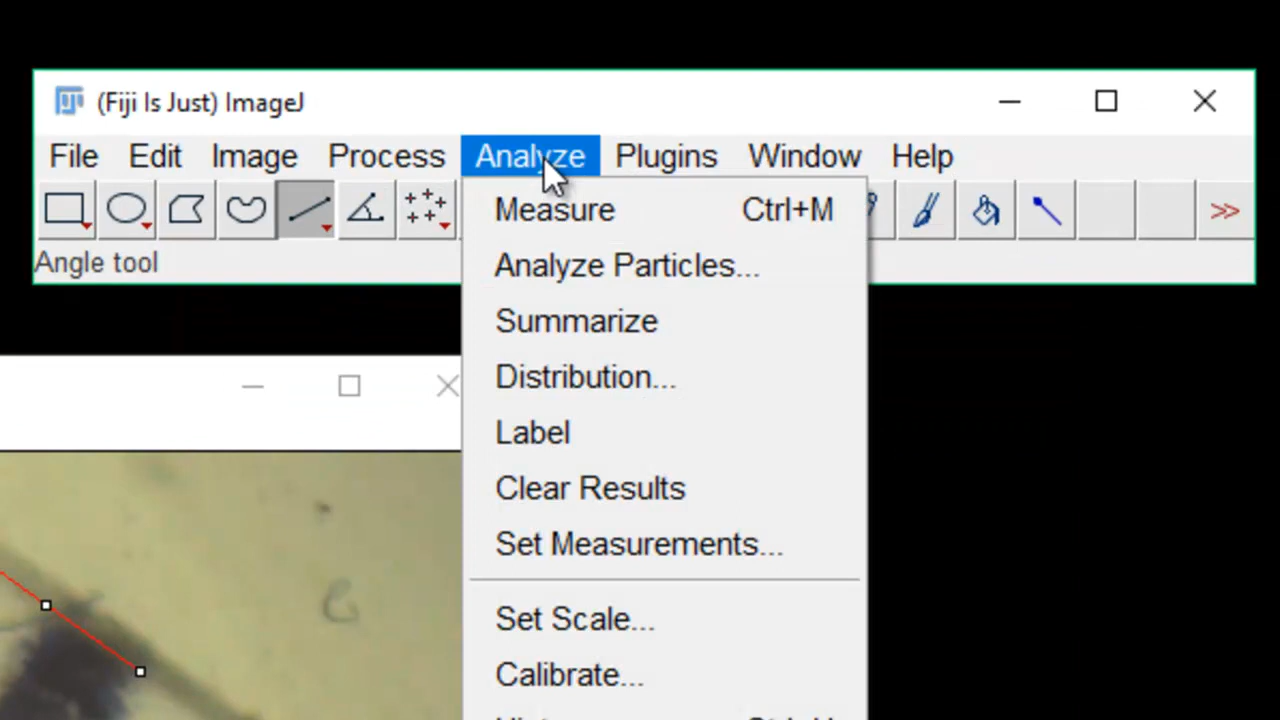 (Fiji Is Just) ImageJ
File Edit Image Process Analyze Plugins Window Help
Angle tool
Measure Ctrl+M
Analyze Particles...
Summarize
Distribution...
Label
Clear Results
Set Measurements...
Set Scale...
Calibrate...